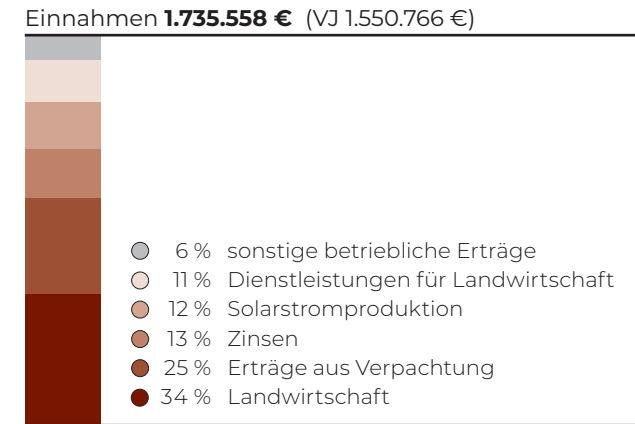 Einnahmen 1.735.558 € (VJ 1.550.766 €)
6 % sonstige betriebliche Erträge
11 % Dienstleistungen für Landwirtschaft
12 % Solarstromproduktion
13 % Zinsen
25 % Erträge aus Verpachtung
34 % Landwirtschaft